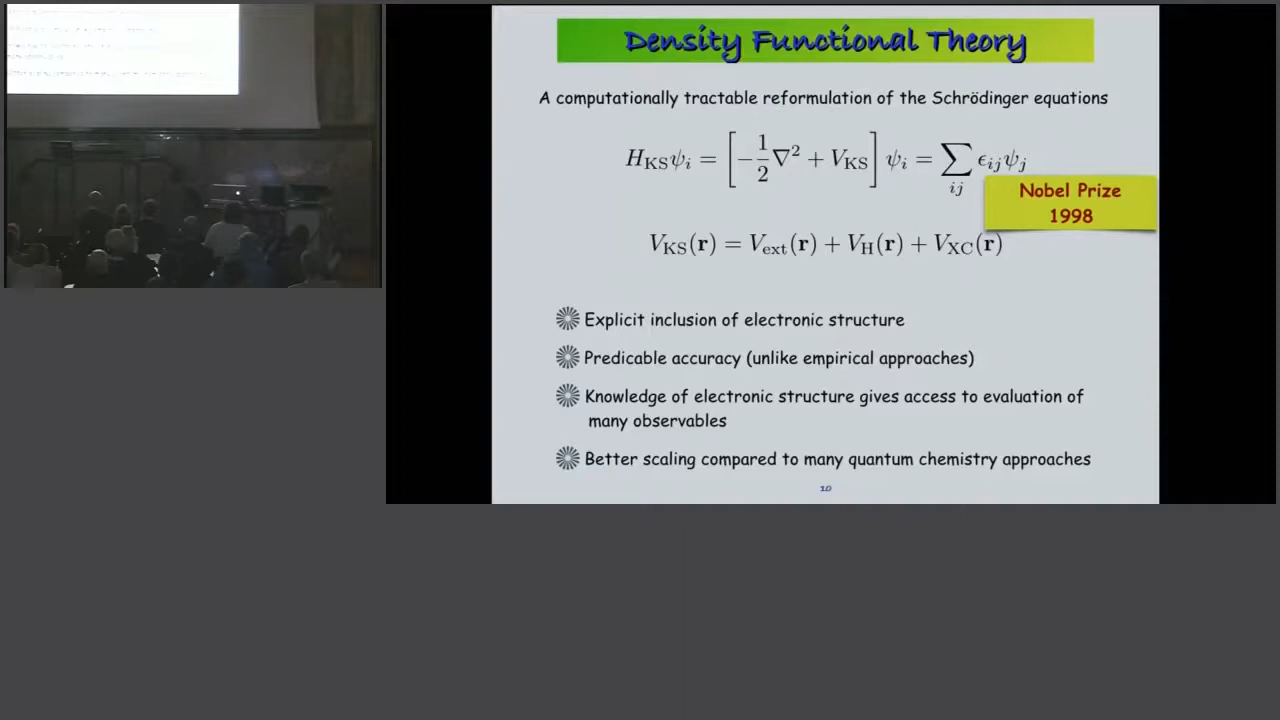 Density Functional Theory
A computationally tractable reformulation of the Schrödinger equations
H_KS ψ_i = [ -1/2 ∇² + V_KS ] ψ_i = ∑_ij ϵ_ij ψ_j
Nobel Prize
1998
V_KS(r) = V_ext(r) + V_H(r) + V_XC(r)
Explicit inclusion of electronic structure
Predicable accuracy (unlike empirical approaches)
Knowledge of electronic structure gives access to evaluation of
many observables
Better scaling compared to many quantum chemistry approaches
10